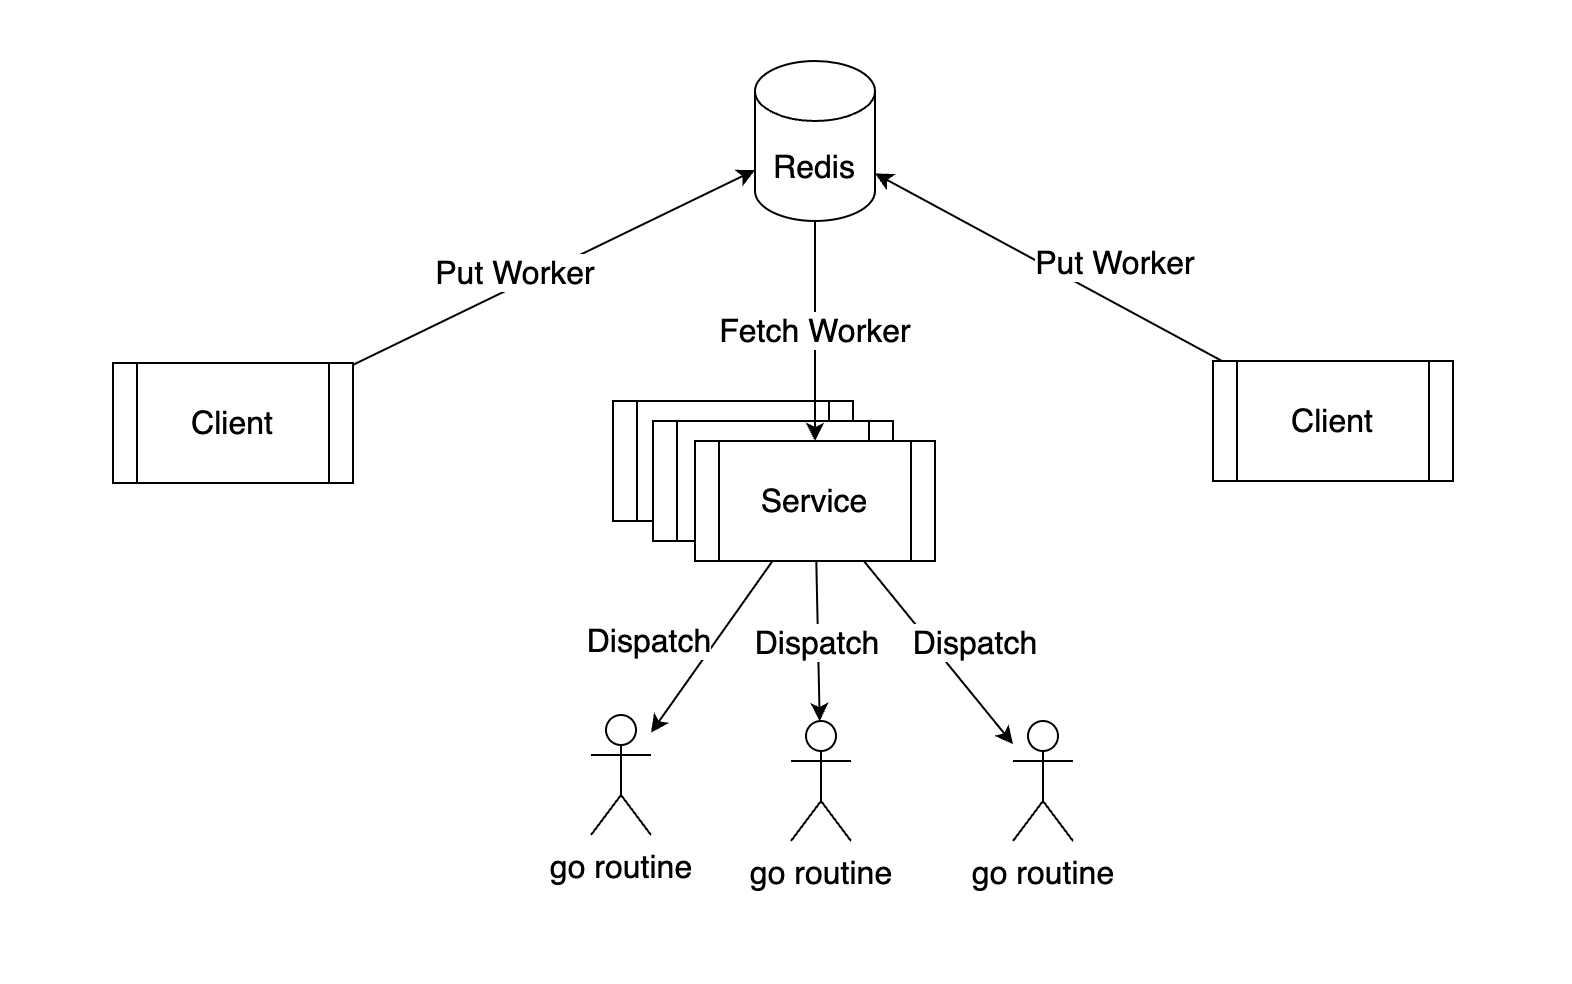 Redis
Put Worker
Put Worker
Fetch Worker
Client
Client
Service
Dispatch
Dispatch
Dispatch
go routine
go routine
go routine